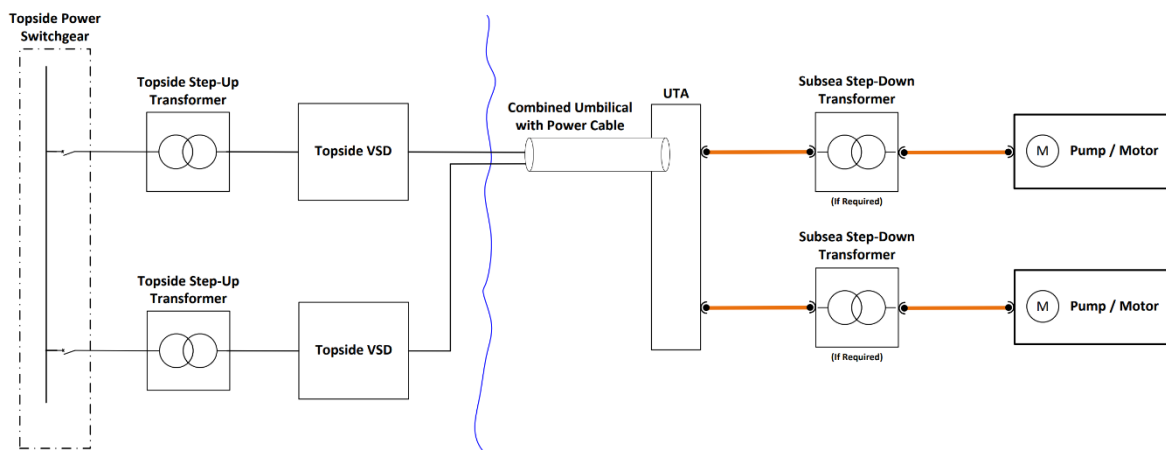 Topside Power
Switchgear
Topside Step-Up
Transformer
Topside VSD
Combined Umbilical
with Power Cable
UTA
Subsea Step-Down
Transformer
(If Required)
M
Pump / Motor
Topside Step-Up
Transformer
Topside VSD
Subsea Step-Down
Transformer
(If Required)
M
Pump / Motor